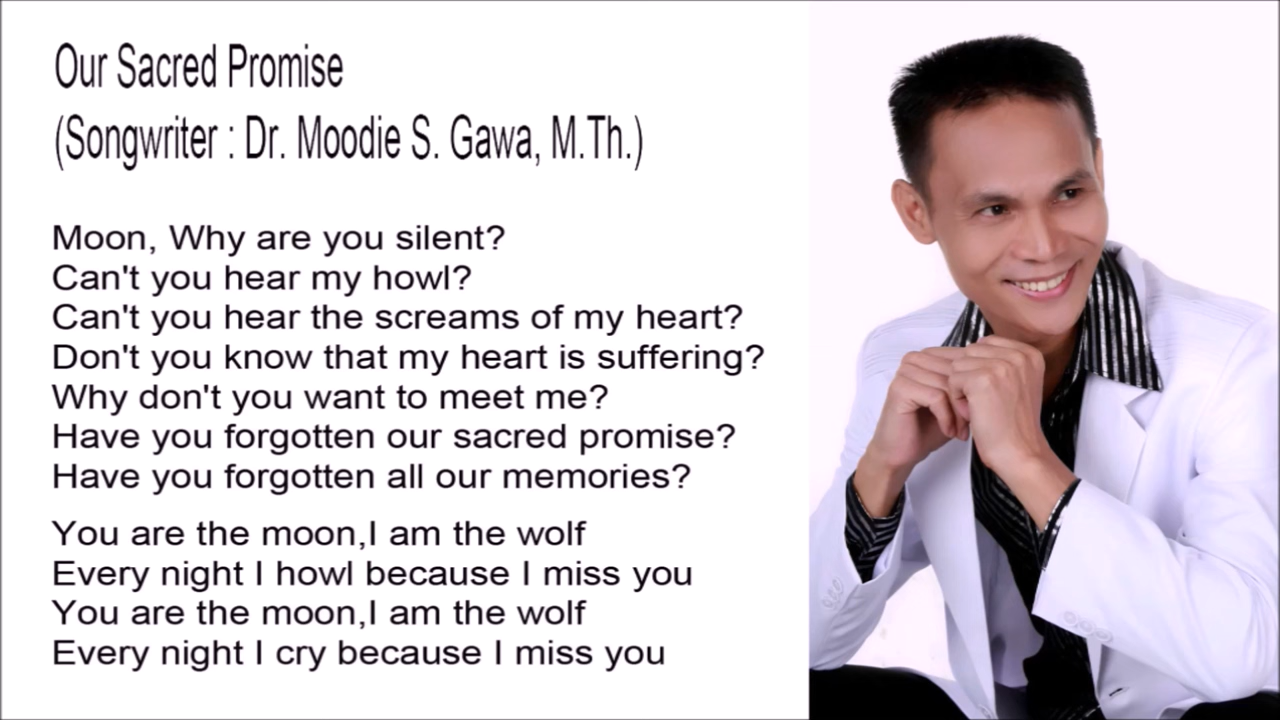 Our Sacred Promise
(Songwriter : Dr. Moodie S. Gawa, M.Th.)
Moon, Why are you silent?
Can't you hear my howl?
Can't you hear the screams of my heart?
Don't you know that my heart is suffering?
Why don't you want to meet me?
Have you forgotten our sacred promise?
Have you forgotten all our memories?
You are the moon,I am the wolf
Every night I howl because I miss you
You are the moon,I am the wolf
Every night I cry because I miss you